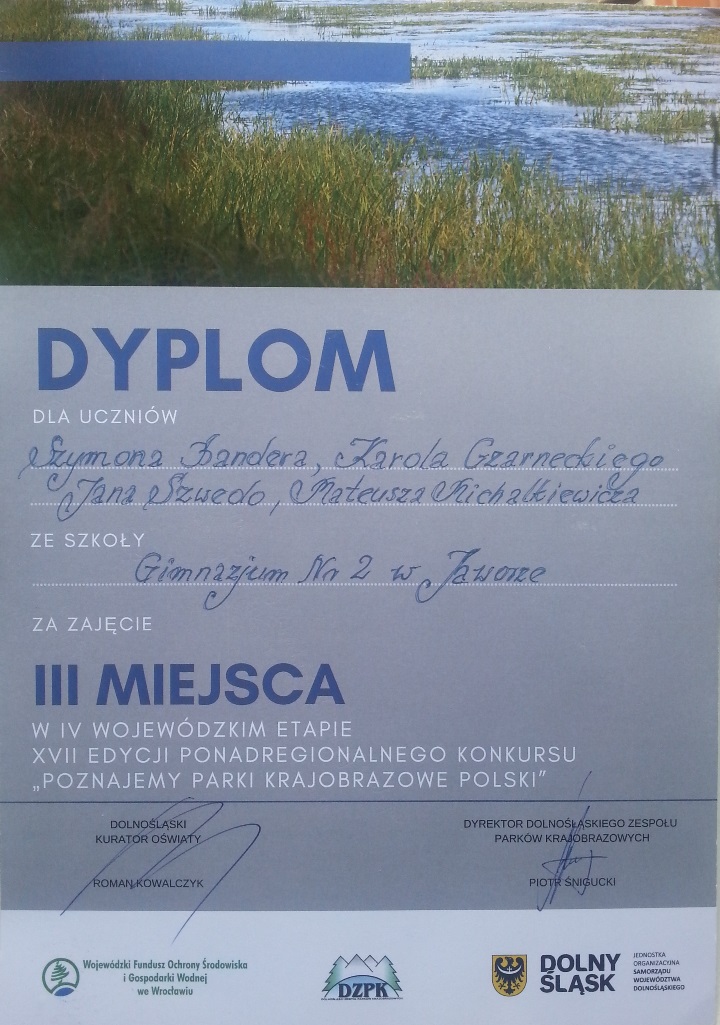 DYPLOM
DLA UCZNIÓW
Szymona Bandera, Karola Czarneckiego
Jana Szwedo, Mateusza Michalkiewicza
ZE SZKOŁY
Gimnazjum Nr 2 w Jaworze
ZA ZAJĘCIE
III MIEJSCA
W IV WOJEWÓDZKIM ETAPIE
XVII EDYCJI PONADREGIONALNEGO KONKURSU
„POZNAJEMY PARKI KRAJOBRAZOWE POLSKI”
DOLNOŚLĄSKI
KURATOR OŚWIATY
ROMAN KOWALCZYK
DYREKTOR DOLNOŚLĄSKIEGO ZESPOŁU
PARKÓW KRAJOBRAZOWYCH
PIOTR ŚNIGUCKI
Wojewódzki Fundusz Ochrony Środowiska
i Gospodarki Wodnej
we Wrocławiu
DZPK
DOLNY
ŚLĄSK
JEDNOSTKA
ORGANIZACYJNA
SAMORZĄDU
WOJEWÓDZTWA
DOLNOŚLĄSKIEGO